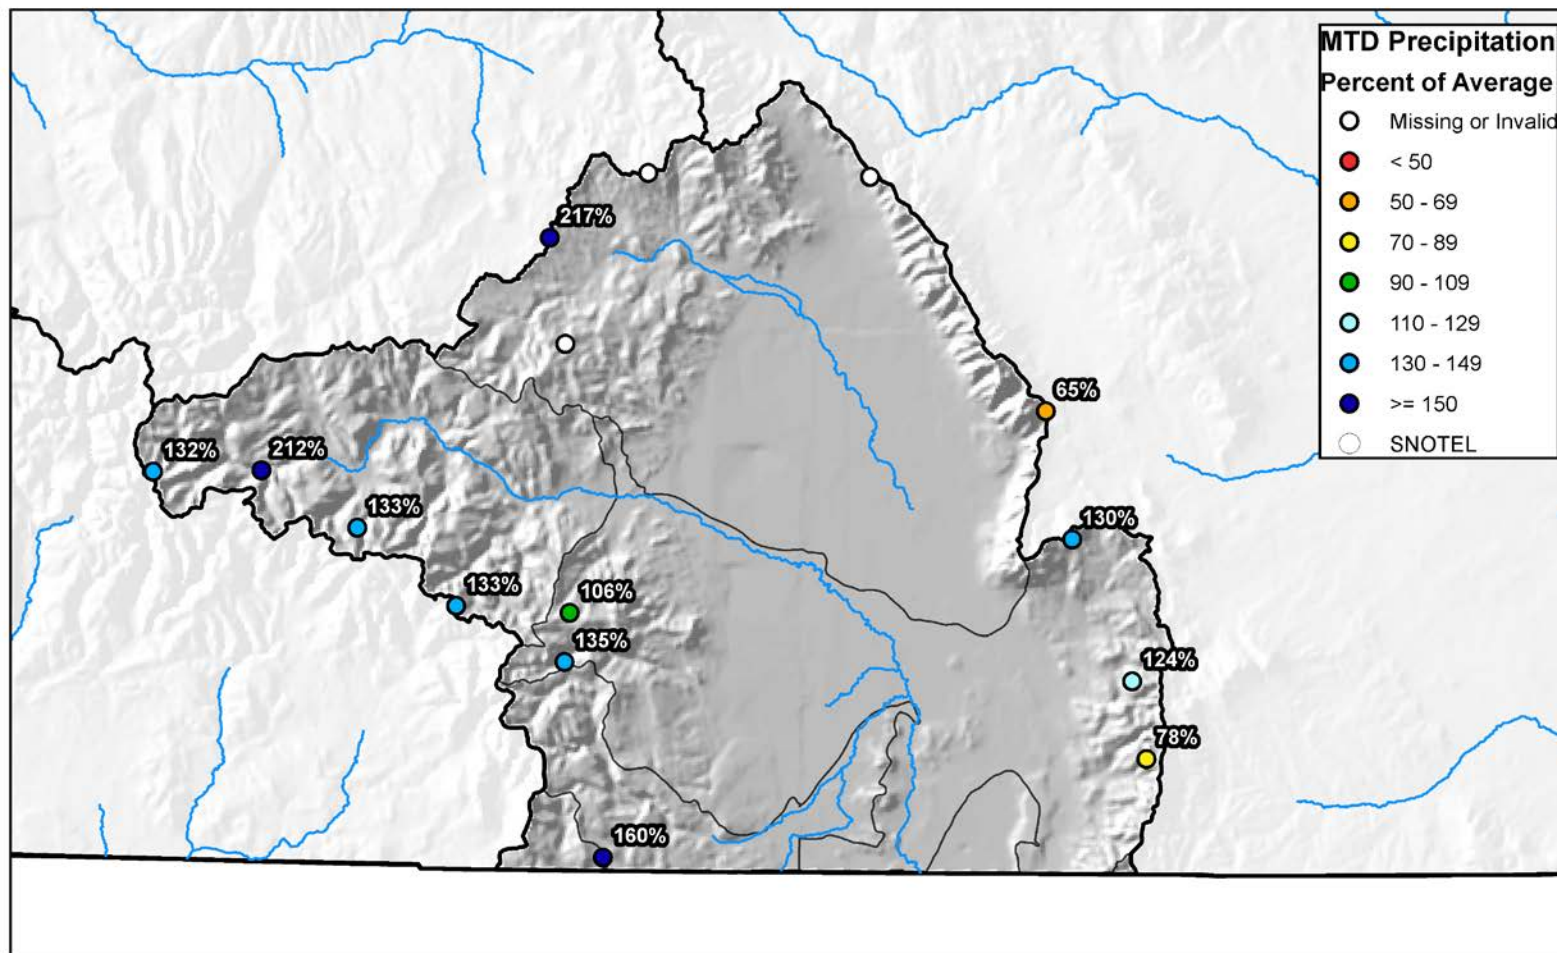 MTD Precipitation
Percent of Average
Missing or Invalid
< 50
50 - 69
70 - 89
90 - 109
110 - 129
130 - 149
>= 150
SNOTEL
217%
65%
132%
212%
133%
130%
133%
106%
135%
124%
78%
160%